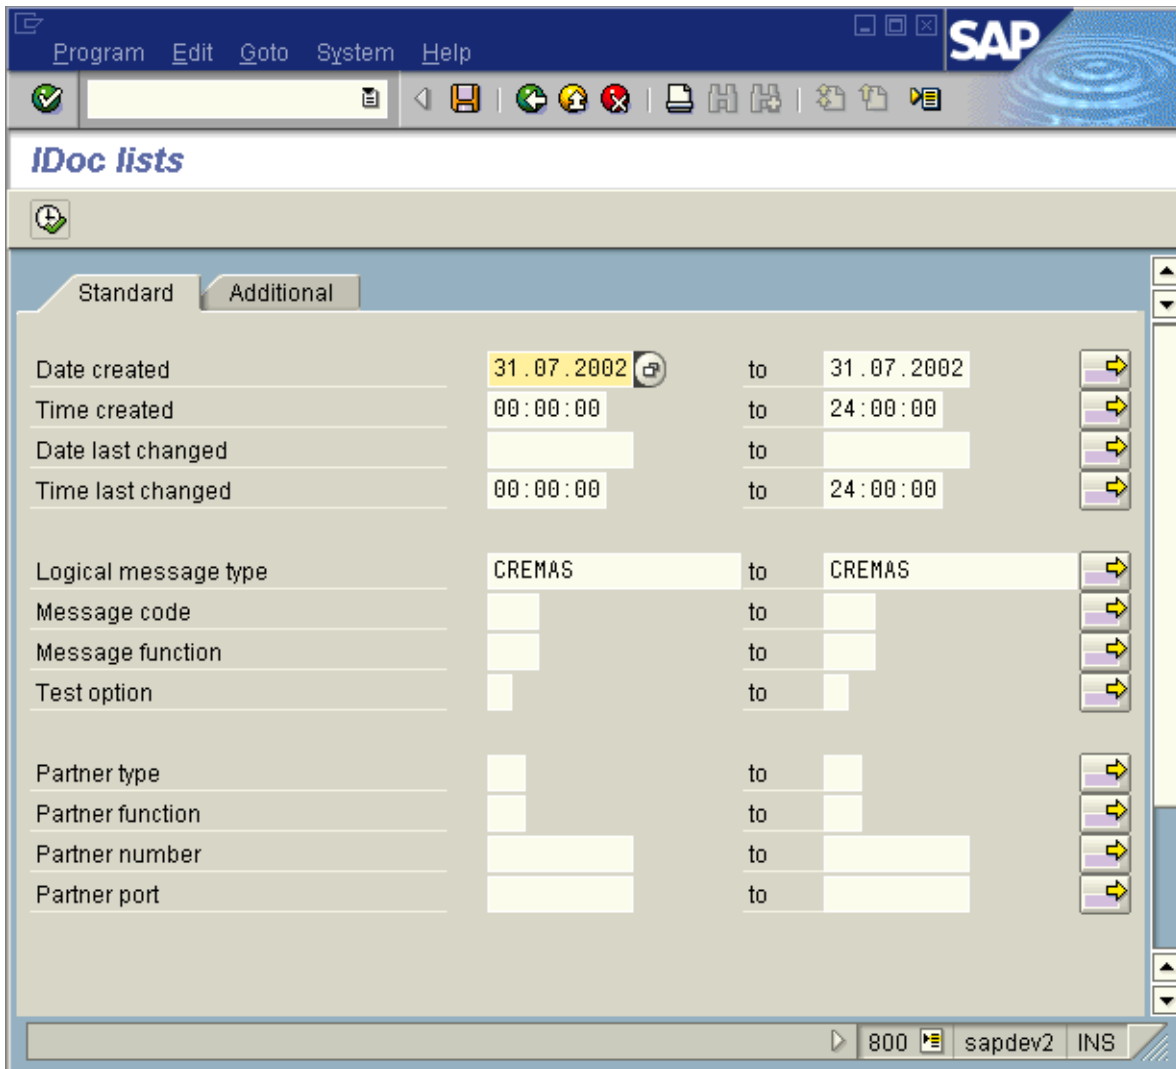 Program Edit Goto System Help
SAP
IDoc lists
Standard Additional
Date created 31.07.2002 to 31.07.2002
Time created 00:00:00 to 24:00:00
Date last changed to
Time last changed 00:00:00 to 24:00:00
Logical message type CREMAS to CREMAS
Message code to
Message function to
Test option to
Partner type to
Partner function to
Partner number to
Partner port to
800 sapdev2 INS